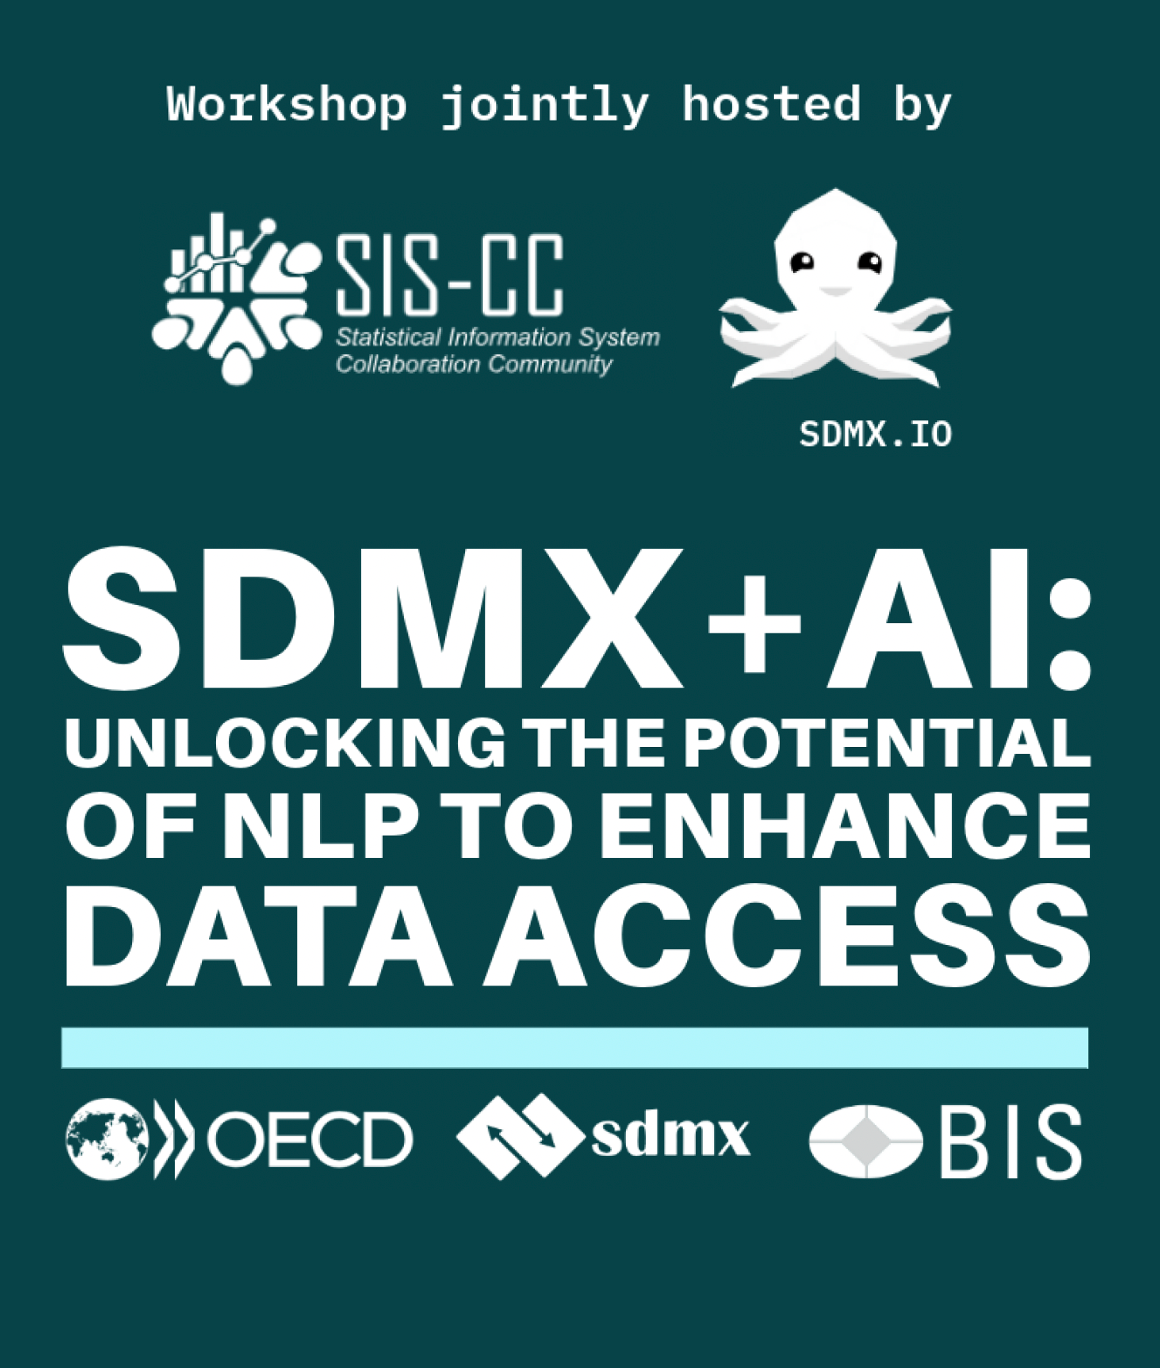 Workshop jointly hosted by
SIS-CC
Statistical Information System
Collaboration Community
SDMX.IO
SDMX+AI:
UNLOCKING THE POTENTIAL
OF NLP TO ENHANCE
DATA ACCESS
OECD
sdmx
BIS